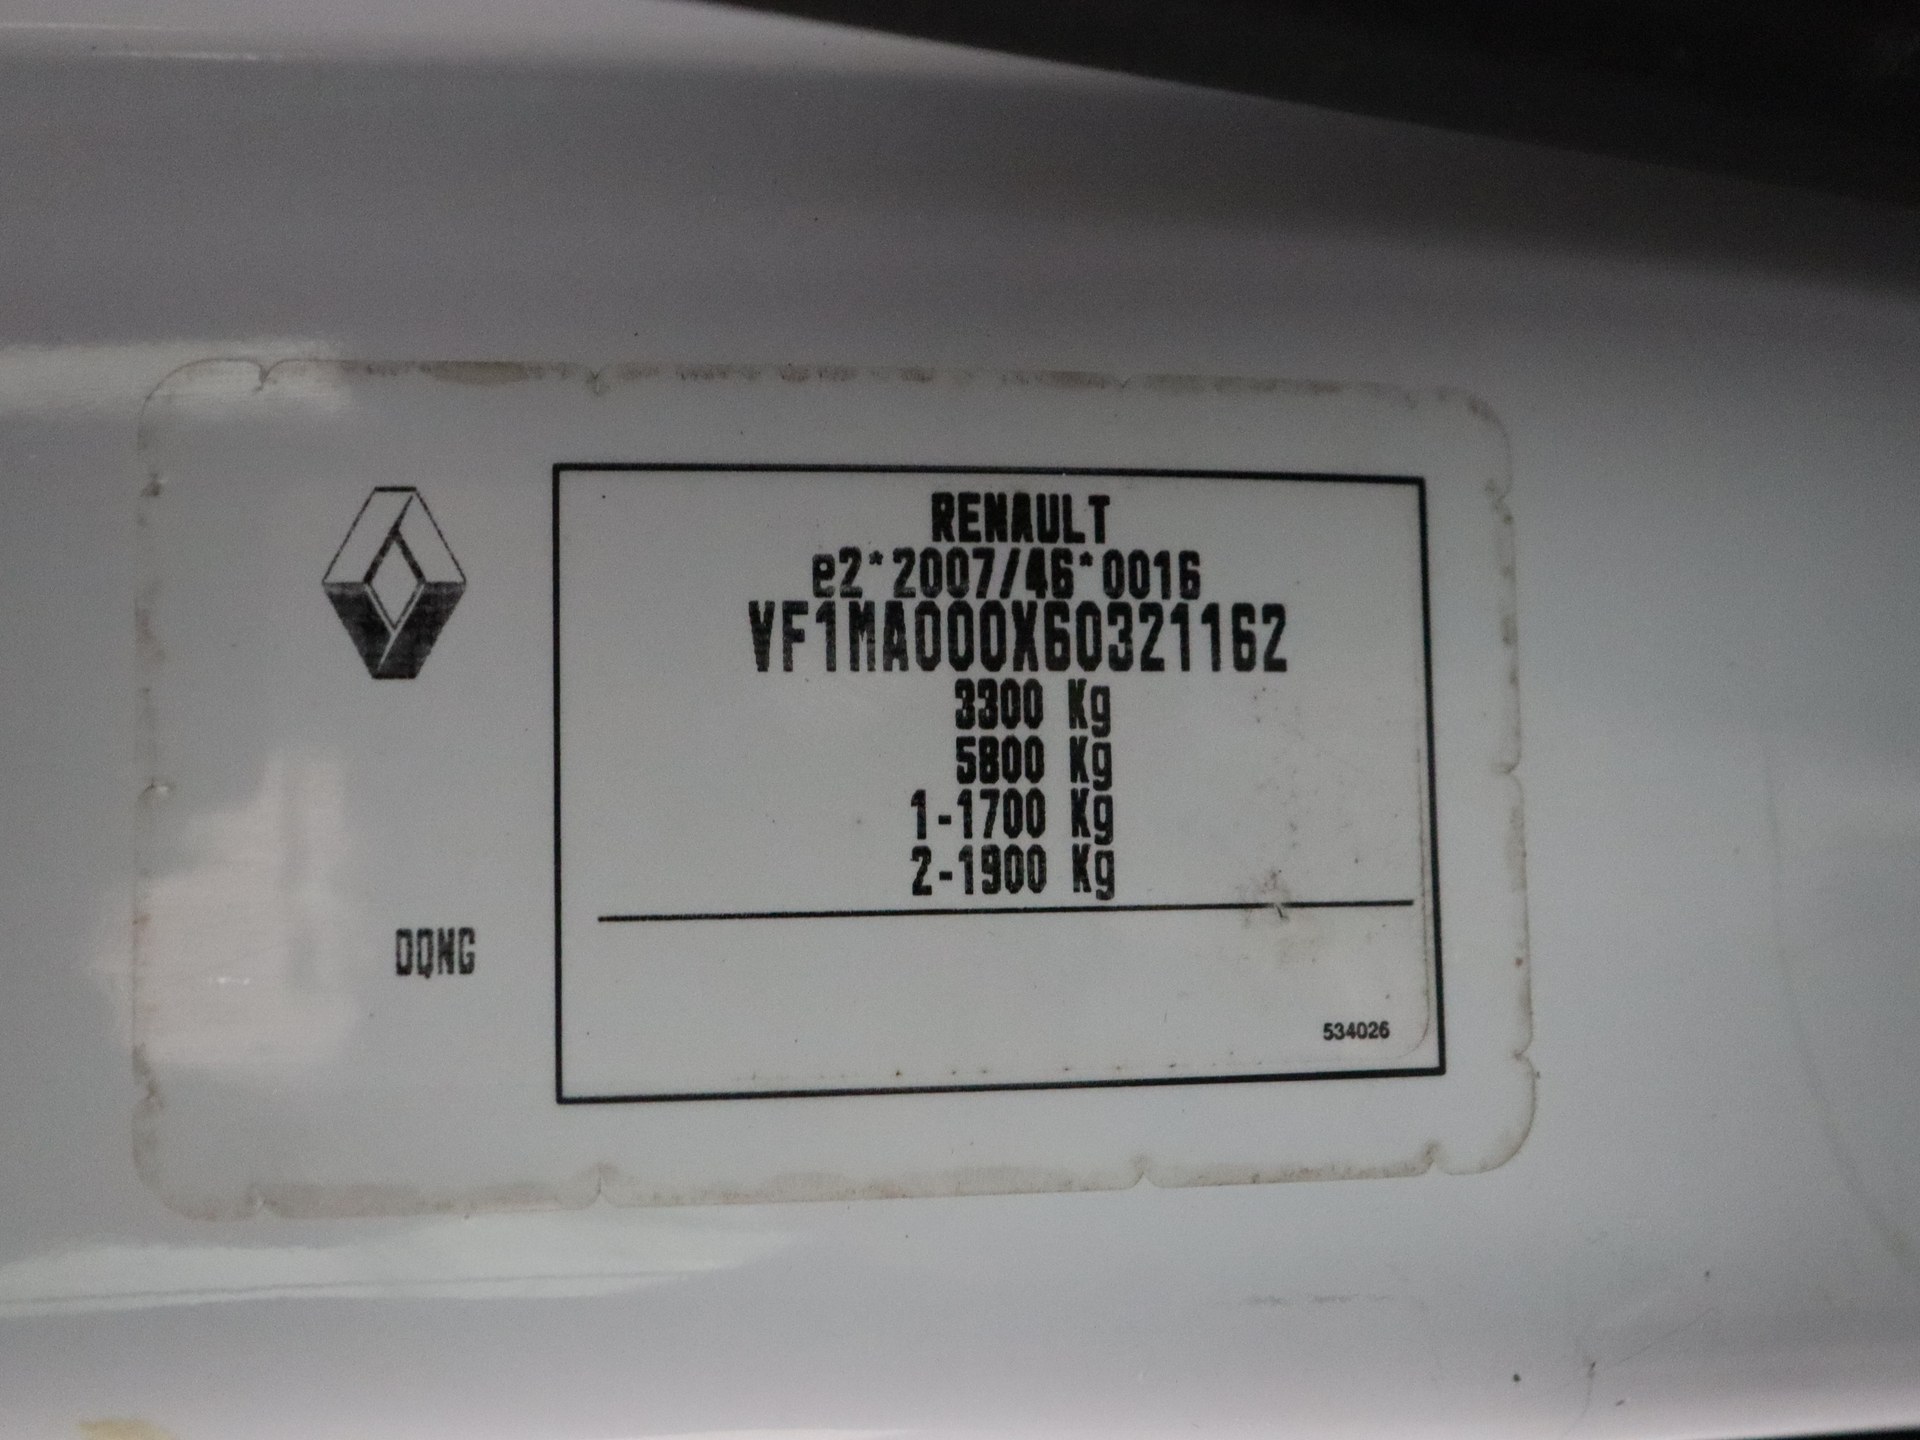 RENAULT
e2*2007/46*0016
VF1MA000X60321162
3300 Kg
5800 Kg
1-1700 Kg
2-1900 Kg
DQNG
534026